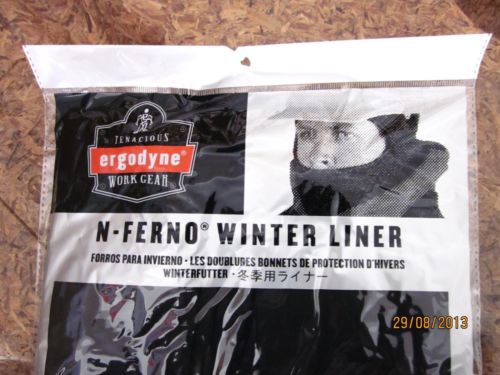 TENACIOUS
ergodyne®
WORK GEAR
N-FERNO® WINTER LINER
FORROS PARA INVIERNO · LES DOUBLURES BONNETS DE PROTECTION D'HIVERS
WINTERFUTTER · 冬季用ライナー
29/08/2013